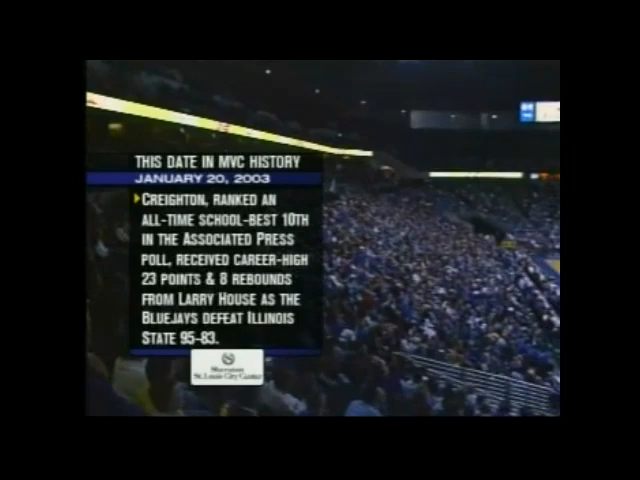 THIS DATE IN MVC HISTORY
JANUARY 20, 2003
CREIGHTON, RANKED AN
ALL-TIME SCHOOL-BEST 10TH
IN THE ASSOCIATED PRESS
POLL, RECEIVED CAREER-HIGH
23 POINTS & 8 REBOUNDS
FROM LARRY HOUSE AS THE
BLUEJAYS DEFEAT ILLINOIS
STATE 95-83.
Sheraton
St. Louis City Center